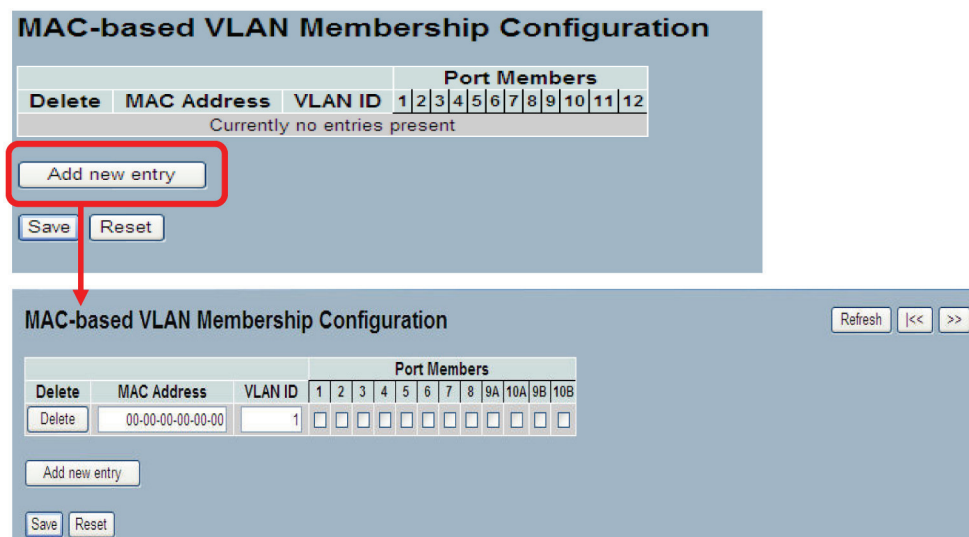 MAC-based VLAN Membership Configuration
Port Members
Delete MAC Address VLAN ID 1 2 3 4 5 6 7 8 9 10 11 12
Currently no entries present
Add new entry
Save Reset
MAC-based VLAN Membership Configuration Refresh |<< >>
Port Members
Delete MAC Address VLAN ID 1 2 3 4 5 6 7 8 9A 10A 9B 10B
Delete 00-00-00-00-00-00 1
Add new entry
Save Reset